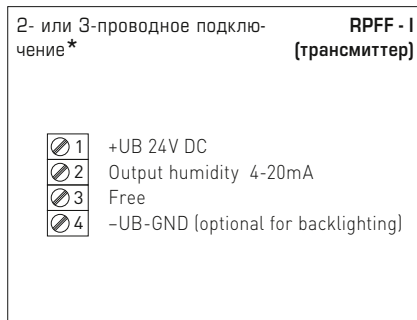 2- или 3-проводное подклю-
чение*
RPFF - I
(трансмиттер)
1 +UB 24V DC
2 Output humidity 4-20mA
3 Free
4 –UB-GND (optional for backlighting)